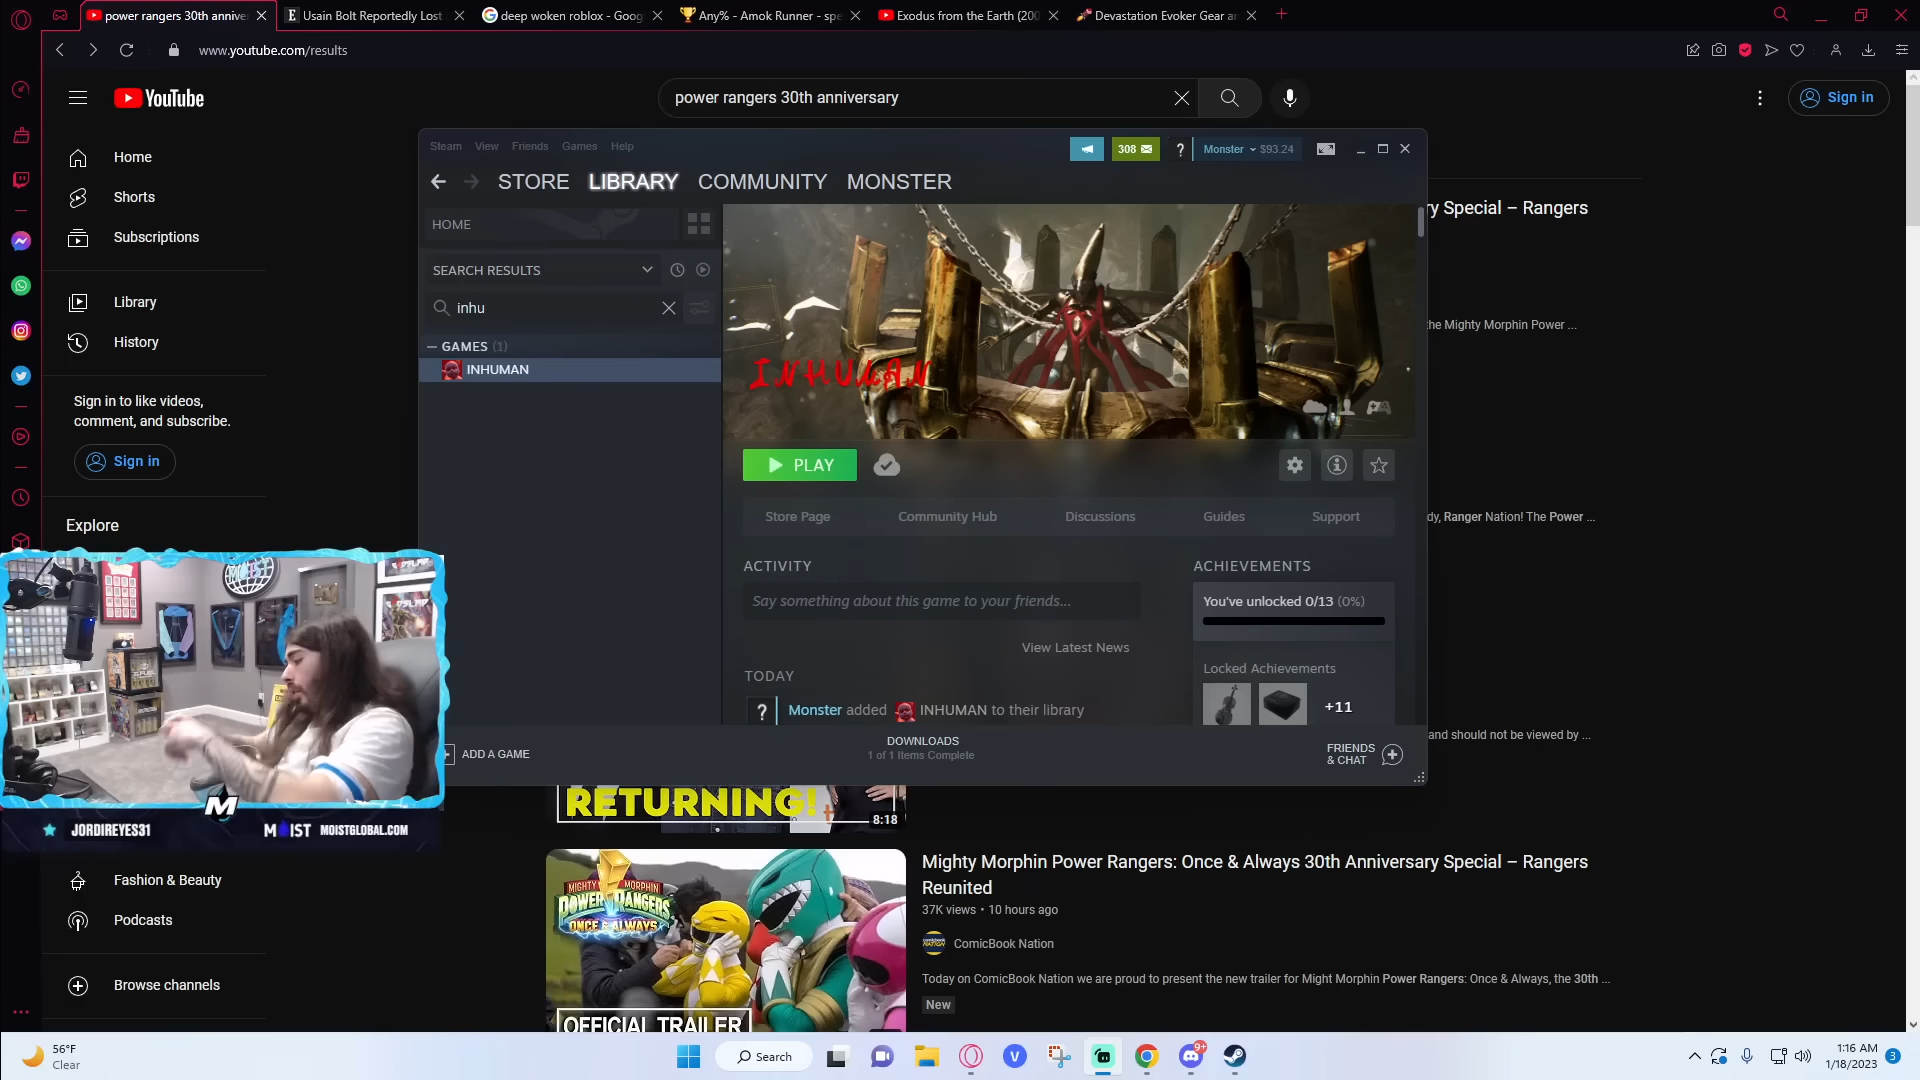 power rangers 30th annive
Usain Bolt Reportedly Lost
deep woken roblox - Goog
Any% - Amok Runner - spe
Exodus from the Earth (200
Devastation Evoker Gear an
www.youtube.com/results
YouTube
power rangers 30th anniversary
Sign in
Home
Shorts
Subscriptions
Library
History
Sign in to like videos,
comment, and subscribe.
Sign in
Explore
Fashion & Beauty
Podcasts
Browse channels
Steam View Friends Games Help
308
Monster $93.24
STORE LIBRARY COMMUNITY MONSTER
HOME
SEARCH RESULTS
inhu
GAMES (1)
INHUMAN
INHUMAN
PLAY
Store Page Community Hub Discussions Guides Support
ACTIVITY
Say something about this game to your friends...
View Latest News
TODAY
Monster added INHUMAN to their library
ACHIEVEMENTS
You've unlocked 0/13 (0%)
Locked Achievements
+11
ADD A GAME
DOWNLOADS
1 of 1 Items Complete
FRIENDS
& CHAT
ry Special – Rangers
the Mighty Morphin Power ...
dy, Ranger Nation! The Power ...
and should not be viewed by ...
RETURNING!
8:18
JORDIREYES31
MOIST MOISTGLOBAL.COM
MIGHTY MORPHIN
POWER RANGERS
ONCE & ALWAYS
OFFICIAL TRAILER
Mighty Morphin Power Rangers: Once & Always 30th Anniversary Special – Rangers
Reunited
37K views • 10 hours ago
ComicBook Nation
Today on ComicBook Nation we are proud to present the new trailer for Might Morphin Power Rangers: Once & Always, the 30th ...
New
56°F
Clear
Search
9+
1:16 AM
1/18/2023
3